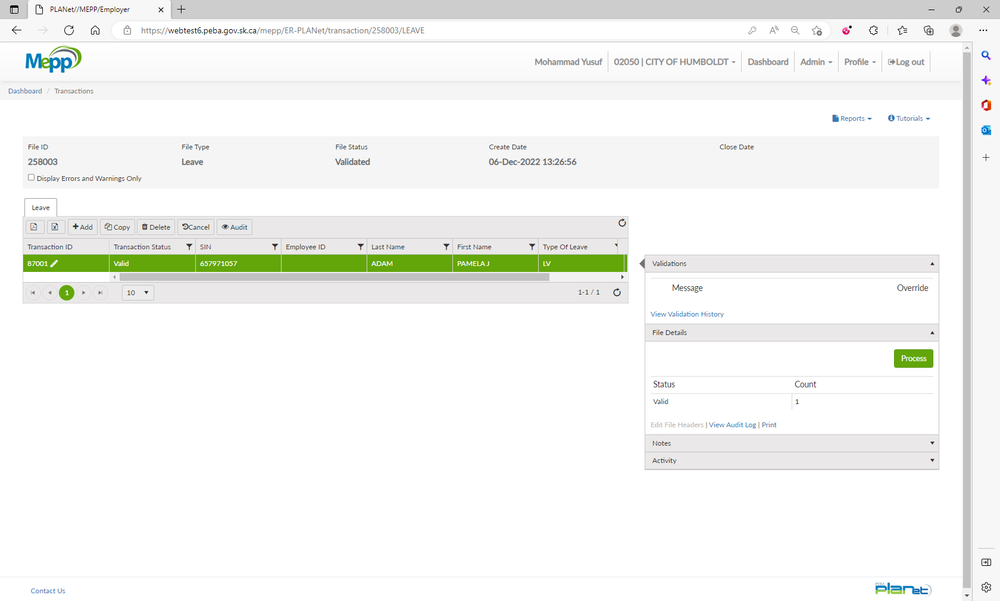 PLANet//MEPP/Employer
https://webtest6.peba.gov.sk.ca/mepp/ER-PLANet/transaction/258003/LEAVE
Mepp
Mohammad Yusuf
02050 | CITY OF HUMBOLDT
Dashboard
Admin
Profile
Log out
Dashboard / Transactions
Reports
Tutorials
File ID
File Type
File Status
Create Date
Close Date
258003
Leave
Validated
06-Dec-2022 13:26:56
Display Errors and Warnings Only
Leave
Add
Copy
Delete
Cancel
Audit
Transaction ID
Transaction Status
SIN
Employee ID
Last Name
First Name
Type Of Leave
87001
Valid
657971057
ADAM
PAMELA J
LV
1
10
1-1 / 1
Validations
Message
Override
View Validation History
File Details
Process
Status
Count
Valid
1
Edit File Headers | View Audit Log | Print
Notes
Activity
Contact Us
PEBA
PLANet